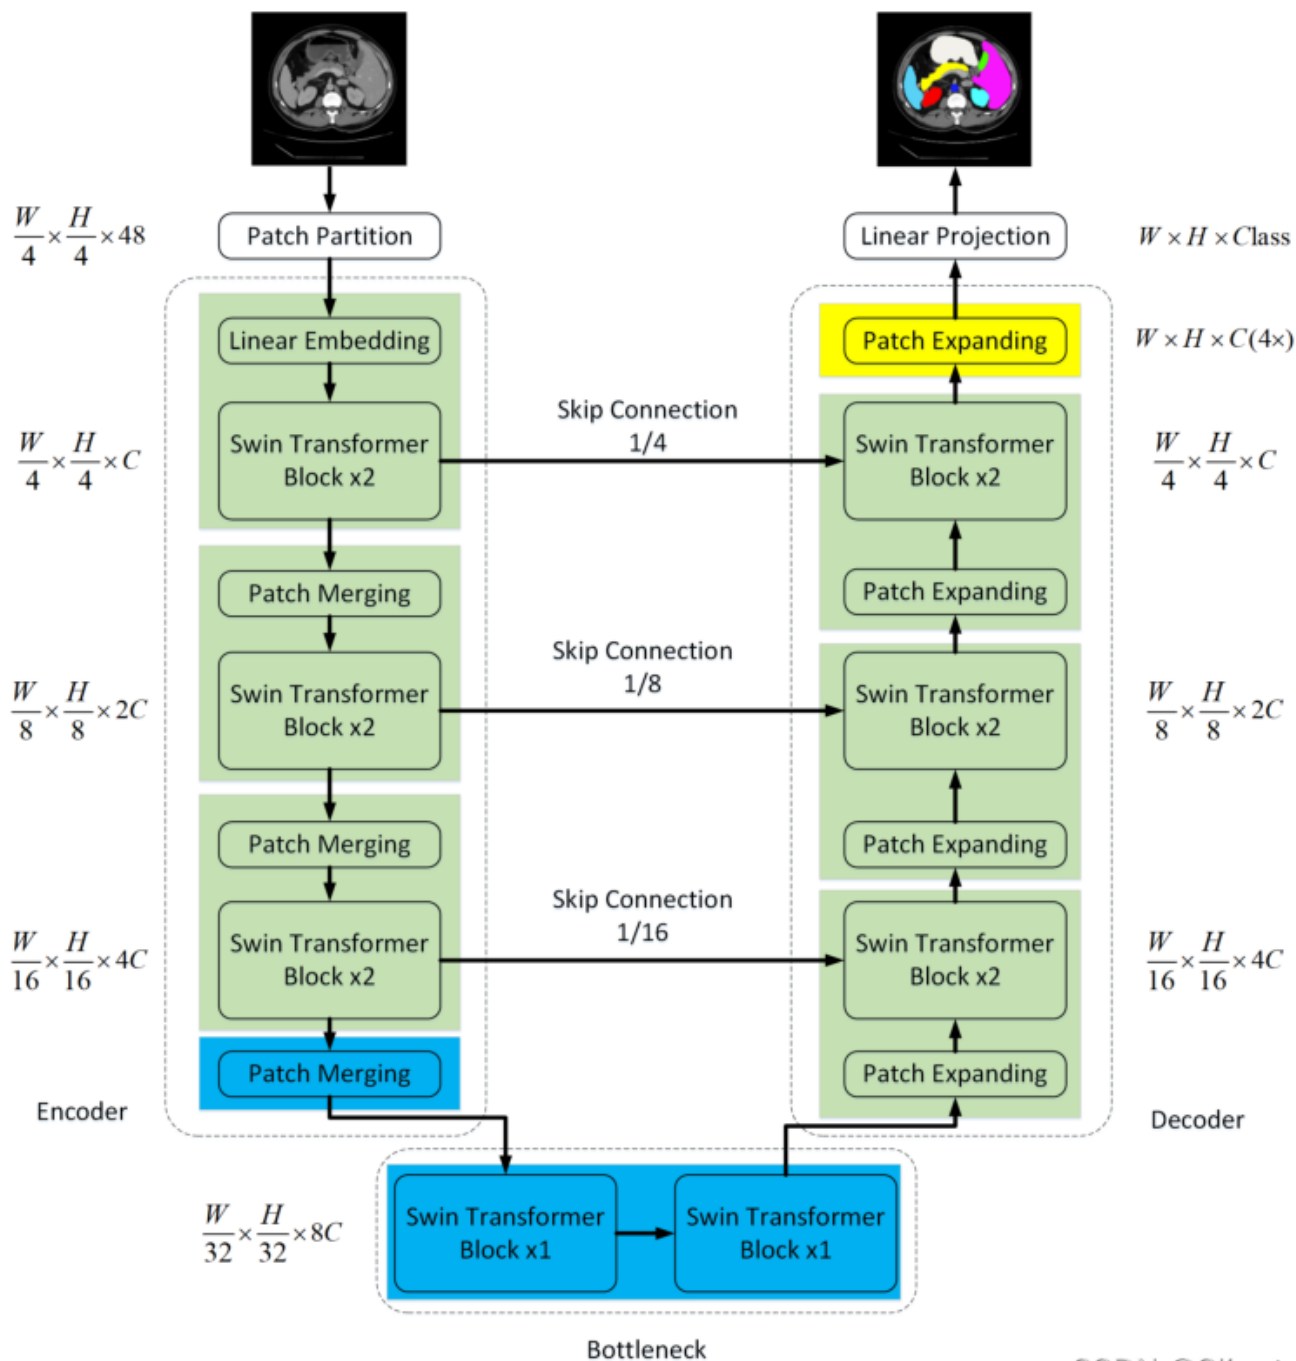 W/4 × H/4 × 48
Patch Partition
Linear Projection
W × H × Class
Linear Embedding
Patch Expanding
W × H × C(4×)
Skip Connection
1/4
W/4 × H/4 × C
Swin Transformer
Block x2
Swin Transformer
Block x2
W/4 × H/4 × C
Patch Merging
Patch Expanding
Skip Connection
1/8
W/8 × H/8 × 2C
Swin Transformer
Block x2
Swin Transformer
Block x2
W/8 × H/8 × 2C
Patch Merging
Patch Expanding
Skip Connection
1/16
W/16 × H/16 × 4C
Swin Transformer
Block x2
Swin Transformer
Block x2
W/16 × H/16 × 4C
Patch Merging
Patch Expanding
Encoder
Decoder
W/32 × H/32 × 8C
Swin Transformer
Block x1
Swin Transformer
Block x1
Bottleneck